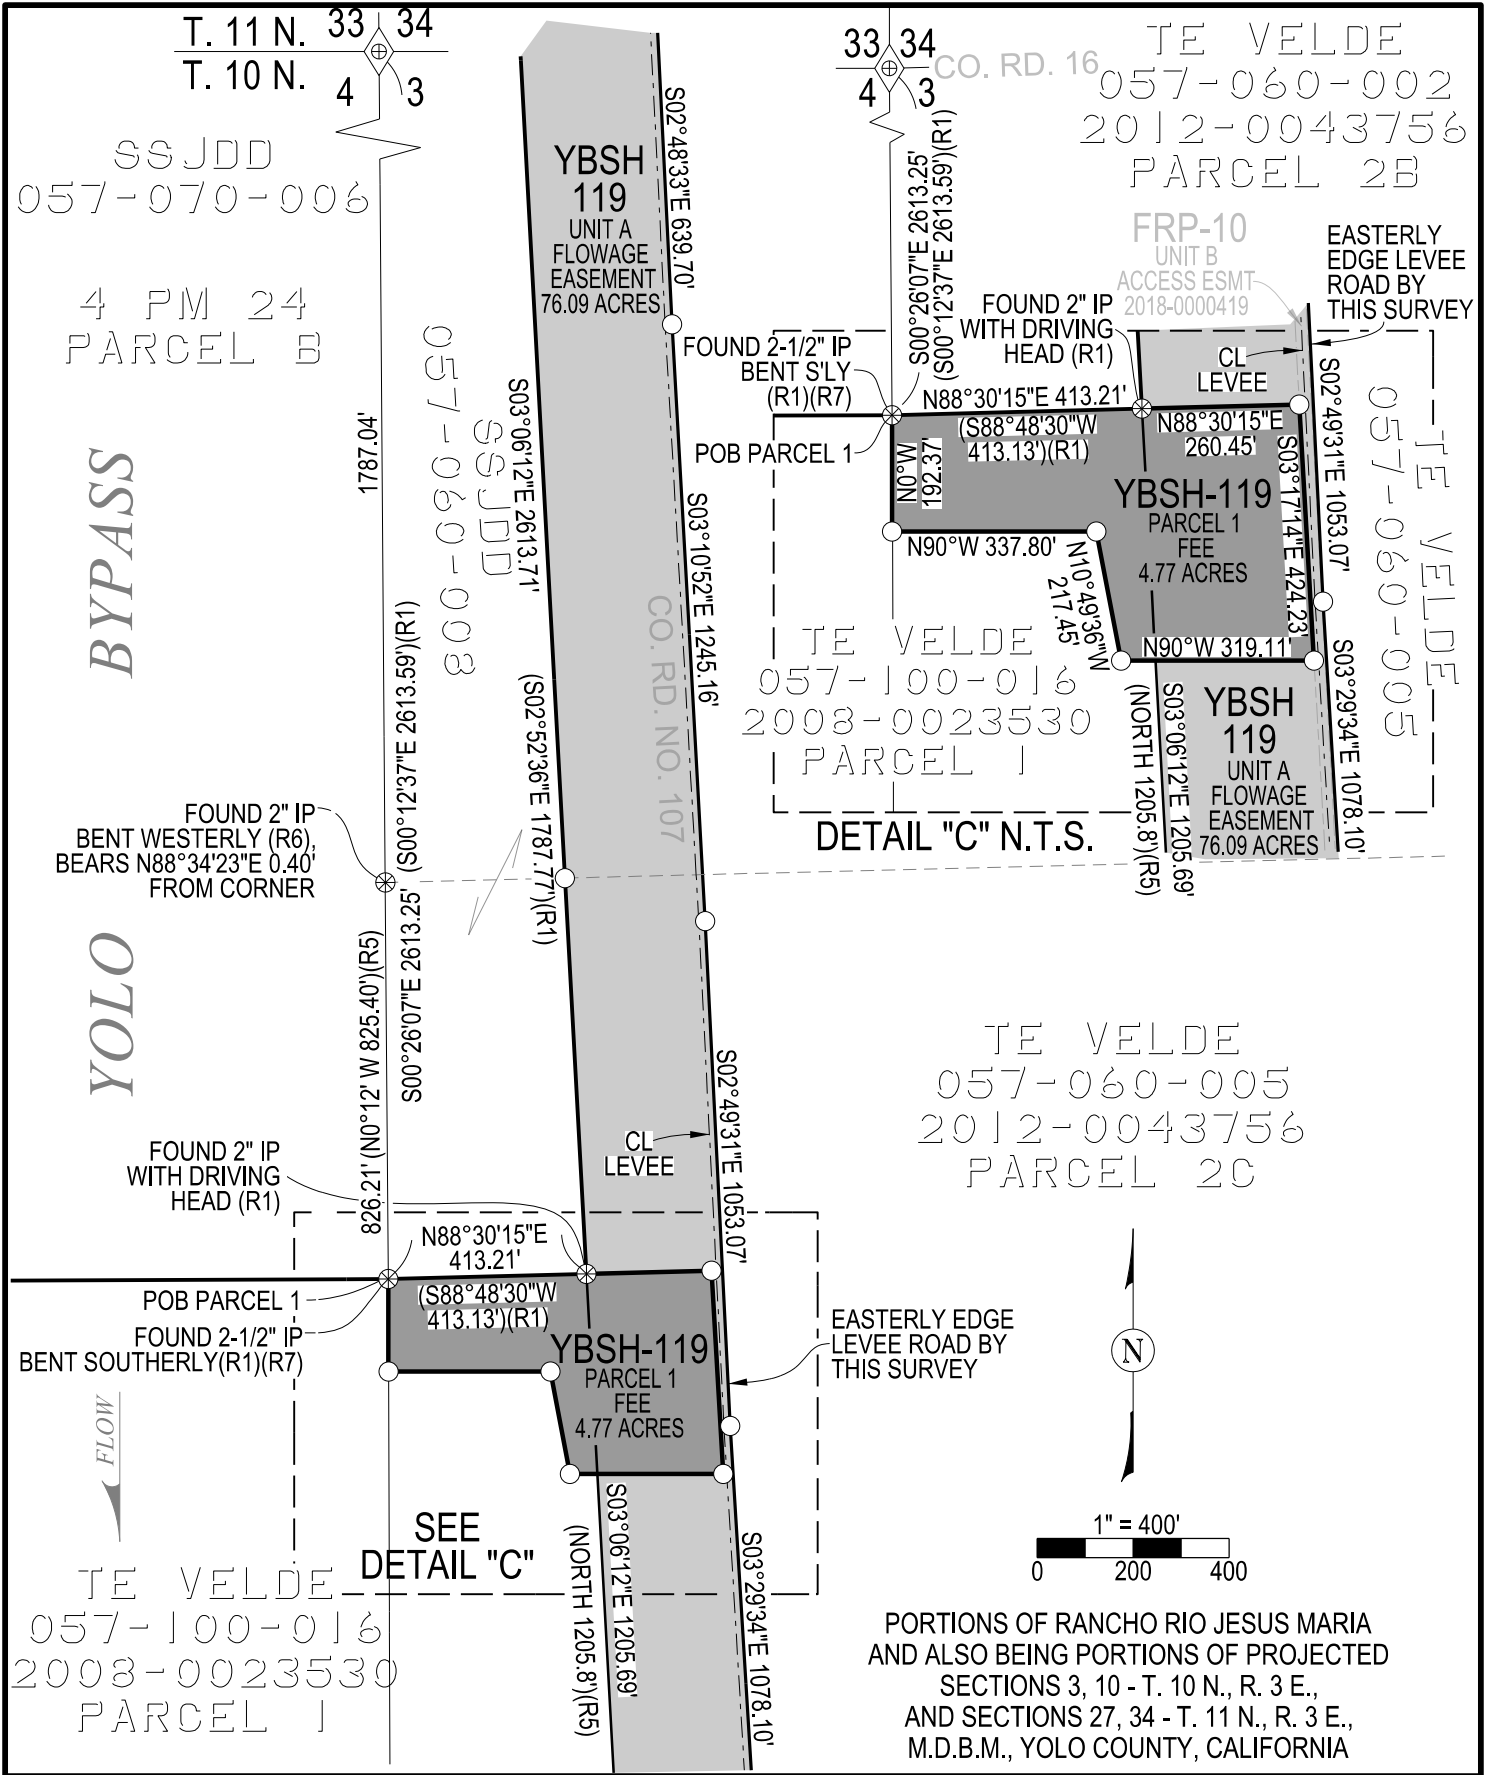 T. 11 N.
T. 10 N.
33
34
4
3
SSJDD
057-070-006
4 PM 24
PARCEL B
BYPASS
YOLO
1787.04'
057-060-008
SSJDD
S03°06'12"E 2613.71'
YBSH
119
UNIT A
FLOWAGE
EASEMENT
76.09 ACRES
S02°48'33"E 639.70'
S03°10'52"E 1245.16'
CO. RD. NO. 107
(S02°52'36"E 1787.77')(R1)
(S00°12'37"E 2613.59')(R1)
S00°26'07"E 2613.25'
826.21' (N0°12' W 825.40')(R5)
FOUND 2" IP
BENT WESTERLY (R6),
BEARS N88°34'23"E 0.40'
FROM CORNER
FOUND 2" IP
WITH DRIVING
HEAD (R1)
CL
LEVEE
S02°49'31"E 1053.07'
N88°30'15"E
413.21'
(S88°48'30"W
413.13')(R1)
POB PARCEL 1
FOUND 2-1/2" IP
BENT SOUTHERLY(R1)(R7)
YBSH-119
PARCEL 1
FEE
4.77 ACRES
EASTERLY EDGE
LEVEE ROAD BY
THIS SURVEY
FLOW
SEE
DETAIL "C"
S03°06'12"E 1205.69'
(NORTH 1205.8')(R5)
S03°29'34"E 1078.10'
TE VELDE
057-100-016
2008-0023530
PARCEL 1
33
34
4
3
CO. RD. 16
TE VELDE
057-060-002
2012-0043756
PARCEL 2B
S00°26'07"E 2613.25'
(S00°12'37"E 2613.59')(R1)
FRP-10
UNIT B
ACCESS ESMT
2018-0000419
EASTERLY
EDGE LEVEE
ROAD BY
THIS SURVEY
FOUND 2" IP
WITH DRIVING
HEAD (R1)
FOUND 2-1/2" IP
BENT S'LY
(R1)(R7)
CL
LEVEE
N88°30'15"E 413.21'
(S88°48'30"W
413.13')(R1)
N88°30'15"E
260.45'
POB PARCEL 1
N0°W
192.37'
S02°49'31"E 1053.07'
S03°17'14"E 424.23'
YBSH-119
PARCEL 1
FEE
4.77 ACRES
N90°W 337.80'
N10°49'36"W
217.45'
N90°W 319.11'
TE VELDE
057-060-005
TE VELDE
057-100-016
2008-0023530
PARCEL 1
(NORTH 1205.8')(R5)
S03°06'12"E 1205.69'
YBSH
119
UNIT A
FLOWAGE
EASEMENT
76.09 ACRES
S03°29'34"E 1078.10'
DETAIL "C" N.T.S.
TE VELDE
057-060-005
2012-0043756
PARCEL 2C
N
1" = 400'
0 200 400
PORTIONS OF RANCHO RIO JESUS MARIA
AND ALSO BEING PORTIONS OF PROJECTED
SECTIONS 3, 10 - T. 10 N., R. 3 E.,
AND SECTIONS 27, 34 - T. 11 N., R. 3 E.,
M.D.B.M., YOLO COUNTY, CALIFORNIA